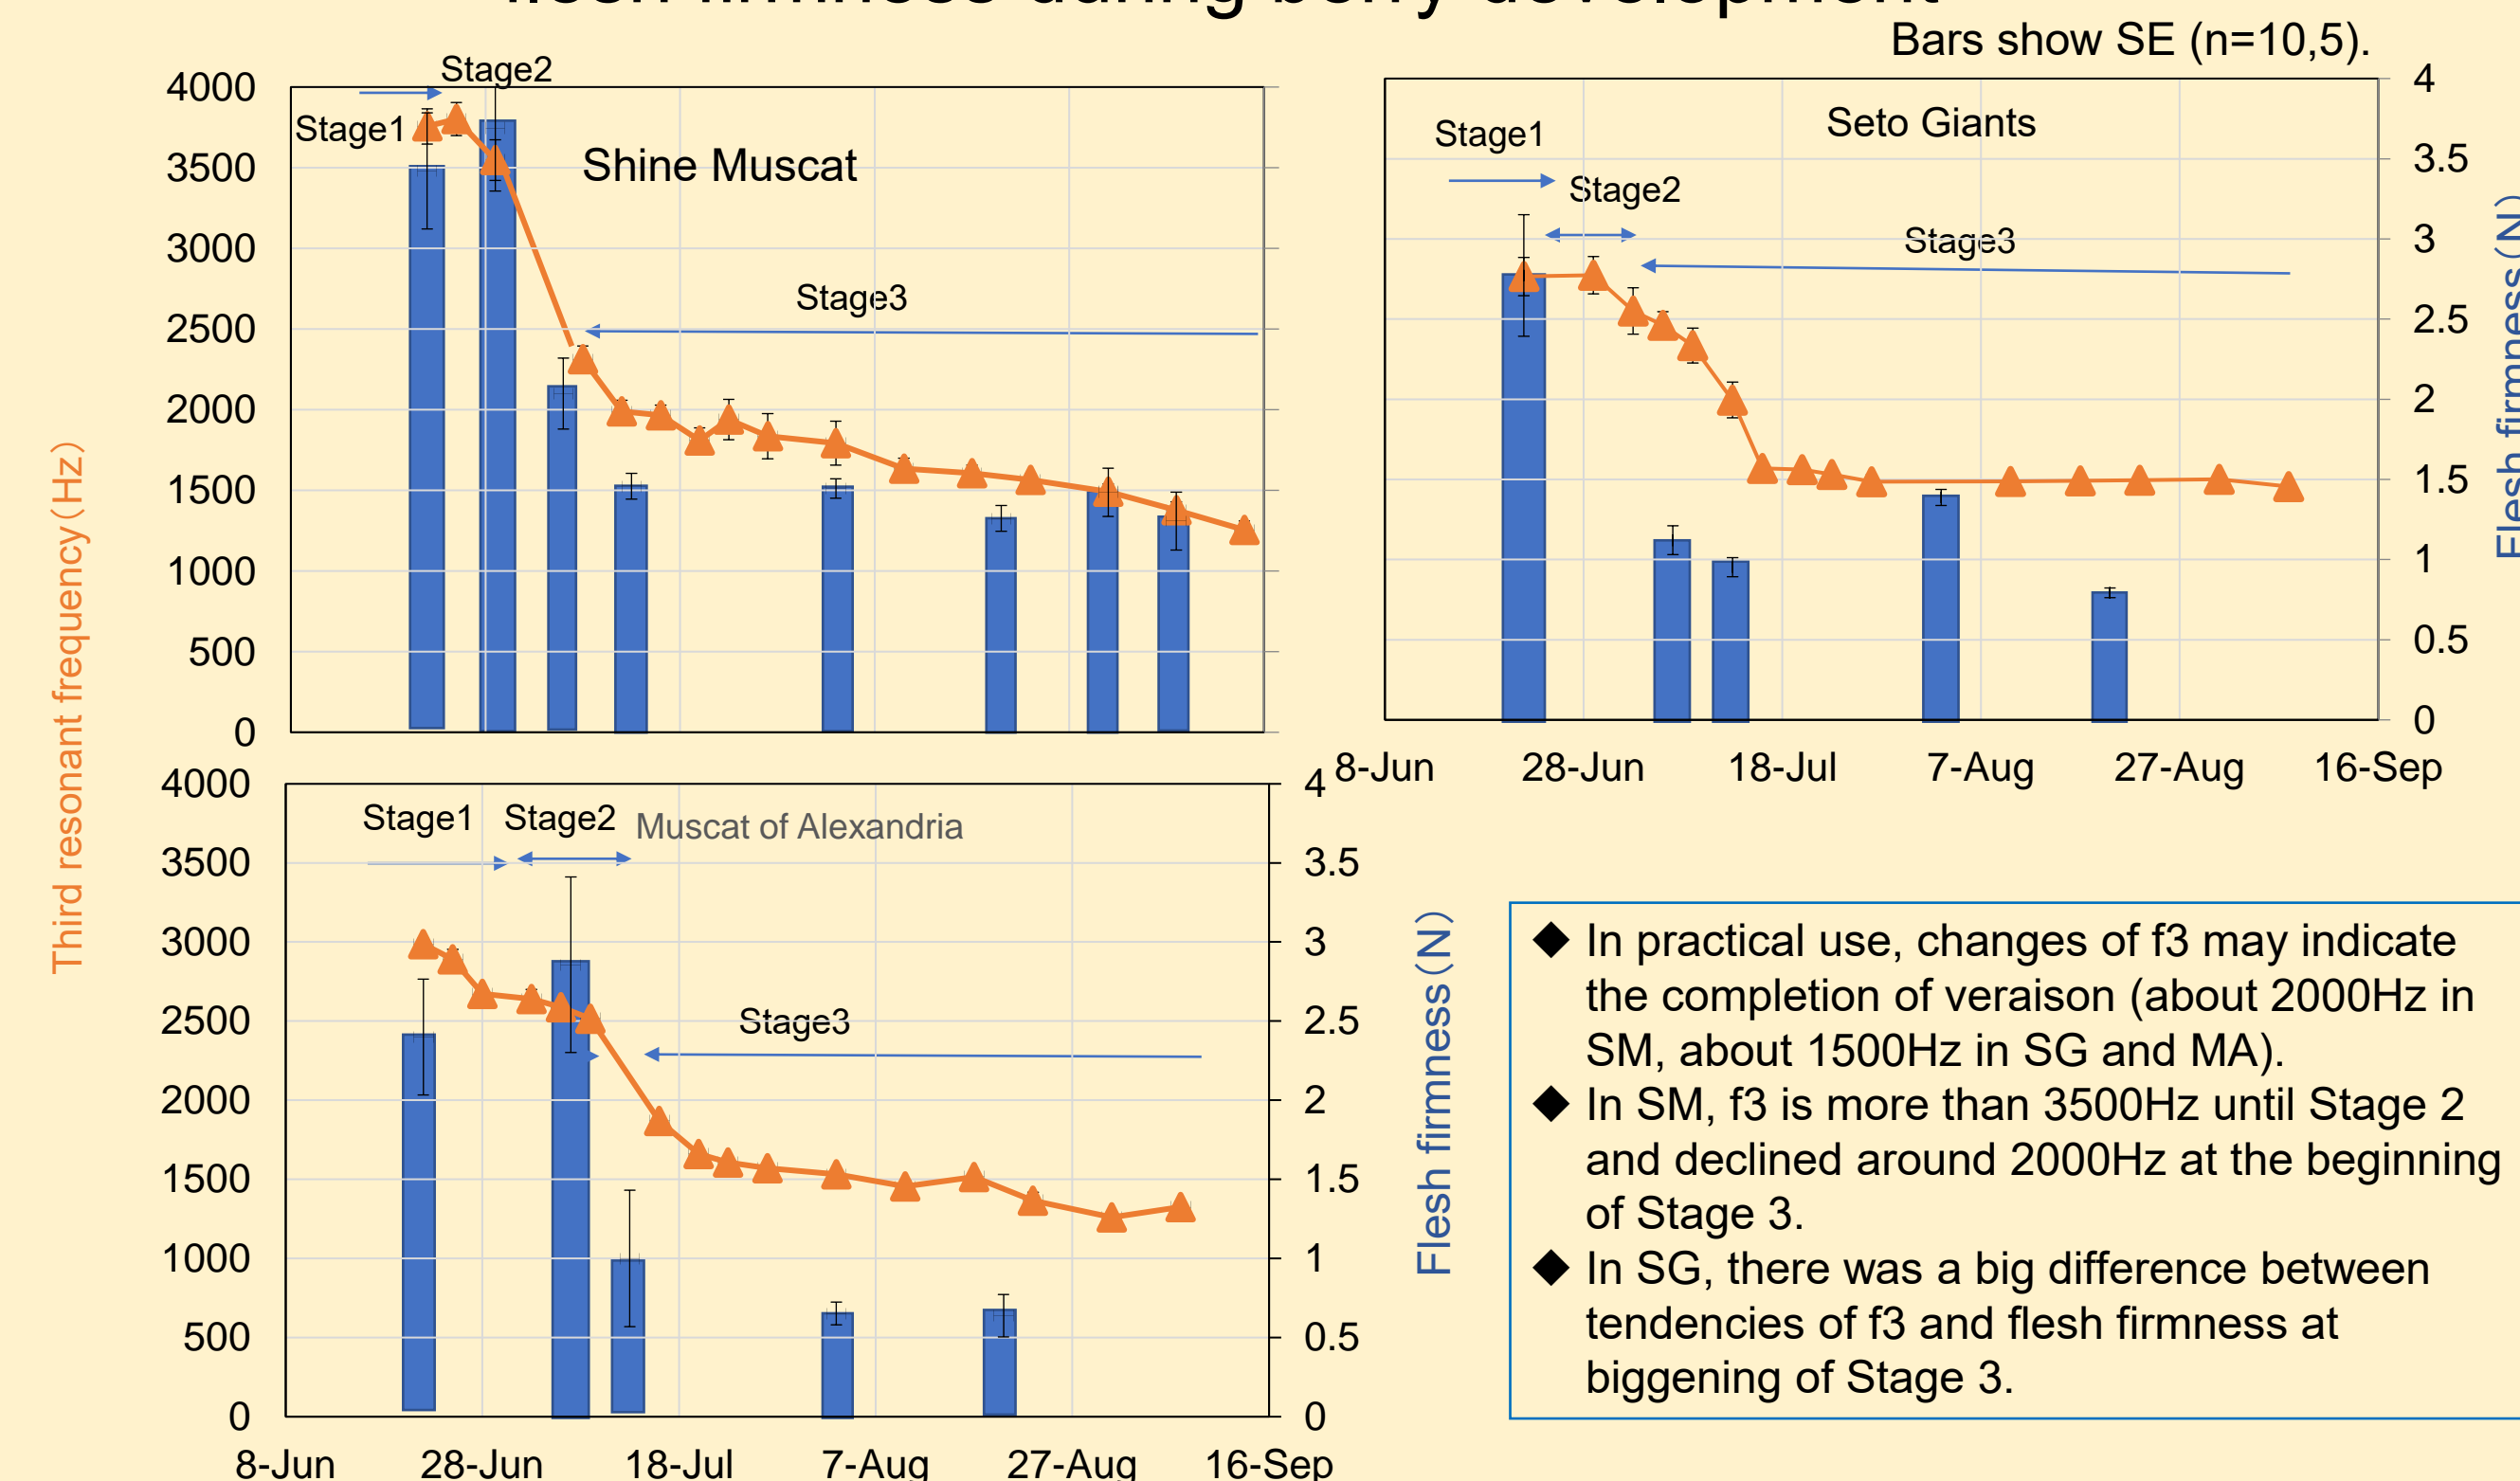 firmness during berry development
Bars show SE (n=10,5).
Stage2
Stage1
Shine Muscat
Stage3
4000
3500
3000
2500
2000
1500
1000
500
0
Third resonant frequency(Hz)
Seto Giants
Stage1
Stage2
Stage3
4
3.5
3
2.5
2
1.5
1
0.5
0
Flesh firmness(N)
8-Jun 28-Jun 18-Jul 7-Aug 27-Aug 16-Sep
Stage1 Stage2 Muscat of Alexandria
Stage3
4000
3500
3000
2500
2000
1500
1000
500
0
4
3.5
3
2.5
2
1.5
1
0.5
0
Flesh firmness(N)
8-Jun 28-Jun 18-Jul 7-Aug 27-Aug 16-Sep
◆ In practical use, changes of f3 may indicate
the completion of veraison (about 2000Hz in
SM, about 1500Hz in SG and MA).
◆ In SM, f3 is more than 3500Hz until Stage 2
and declined around 2000Hz at the beginning
of Stage 3.
◆ In SG, there was a big difference between
tendencies of f3 and flesh firmness at
biggening of Stage 3.